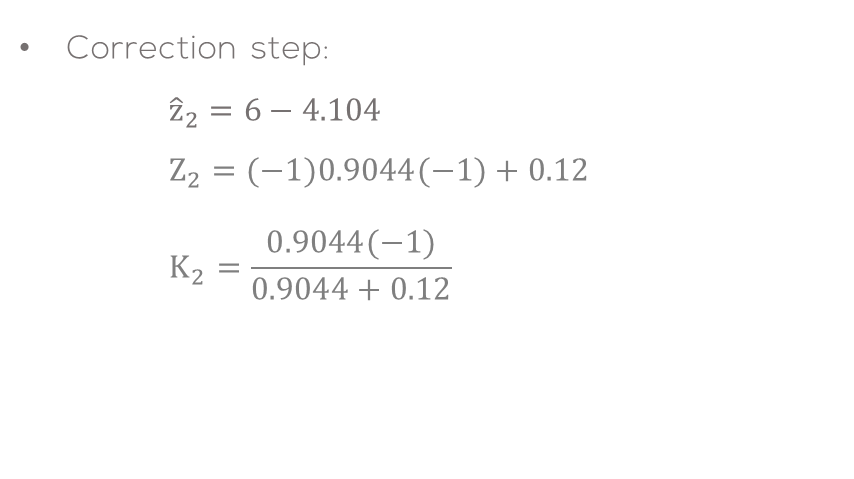 • Correction step:
ẑ₂ = 6 − 4.104
Z₂ = (−1)0.9044(−1) + 0.12
K₂ = 0.9044(−1) / 0.9044 + 0.12